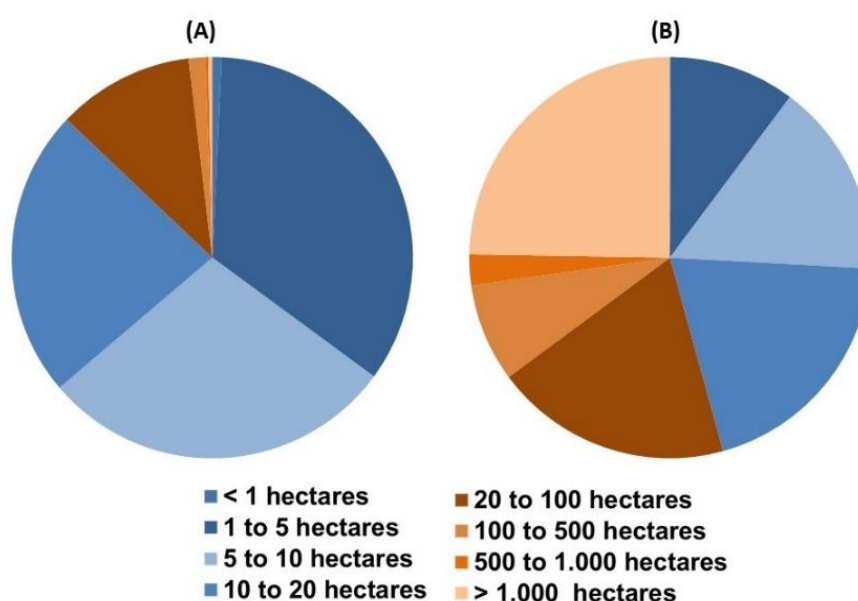 (A)
(B)
< 1 hectares
1 to 5 hectares
5 to 10 hectares
10 to 20 hectares
20 to 100 hectares
100 to 500 hectares
500 to 1.000 hectares
> 1.000 hectares